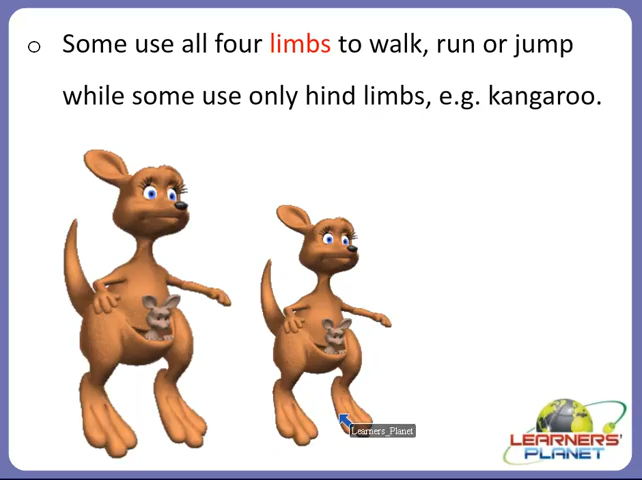 o Some use all four limbs to walk, run or jump
while some use only hind limbs, e.g. kangaroo.
Learners_Planet
LEARNERS'
PLANET